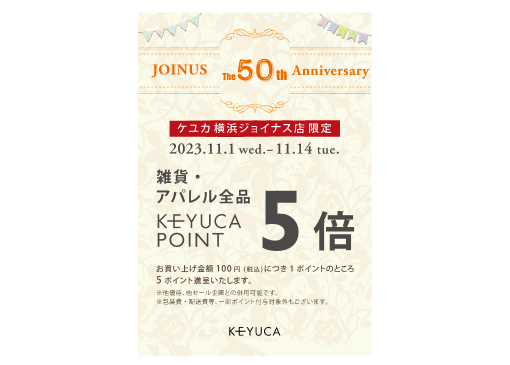 JOINUS The 50th Anniversary
ケユカ 横浜ジョイナス店 限定
2023.11.1 wed.–11.14 tue.
雑貨・
アパレル全品
KEYUCA
POINT
5倍
お買い上げ金額100円(税込)につき1ポイントのところ
5ポイント進呈いたします。
※他優待、他セール企画との併用可能です。
※包装費・配送費等、一部ポイント付与対象外もございます。
KEYUCA